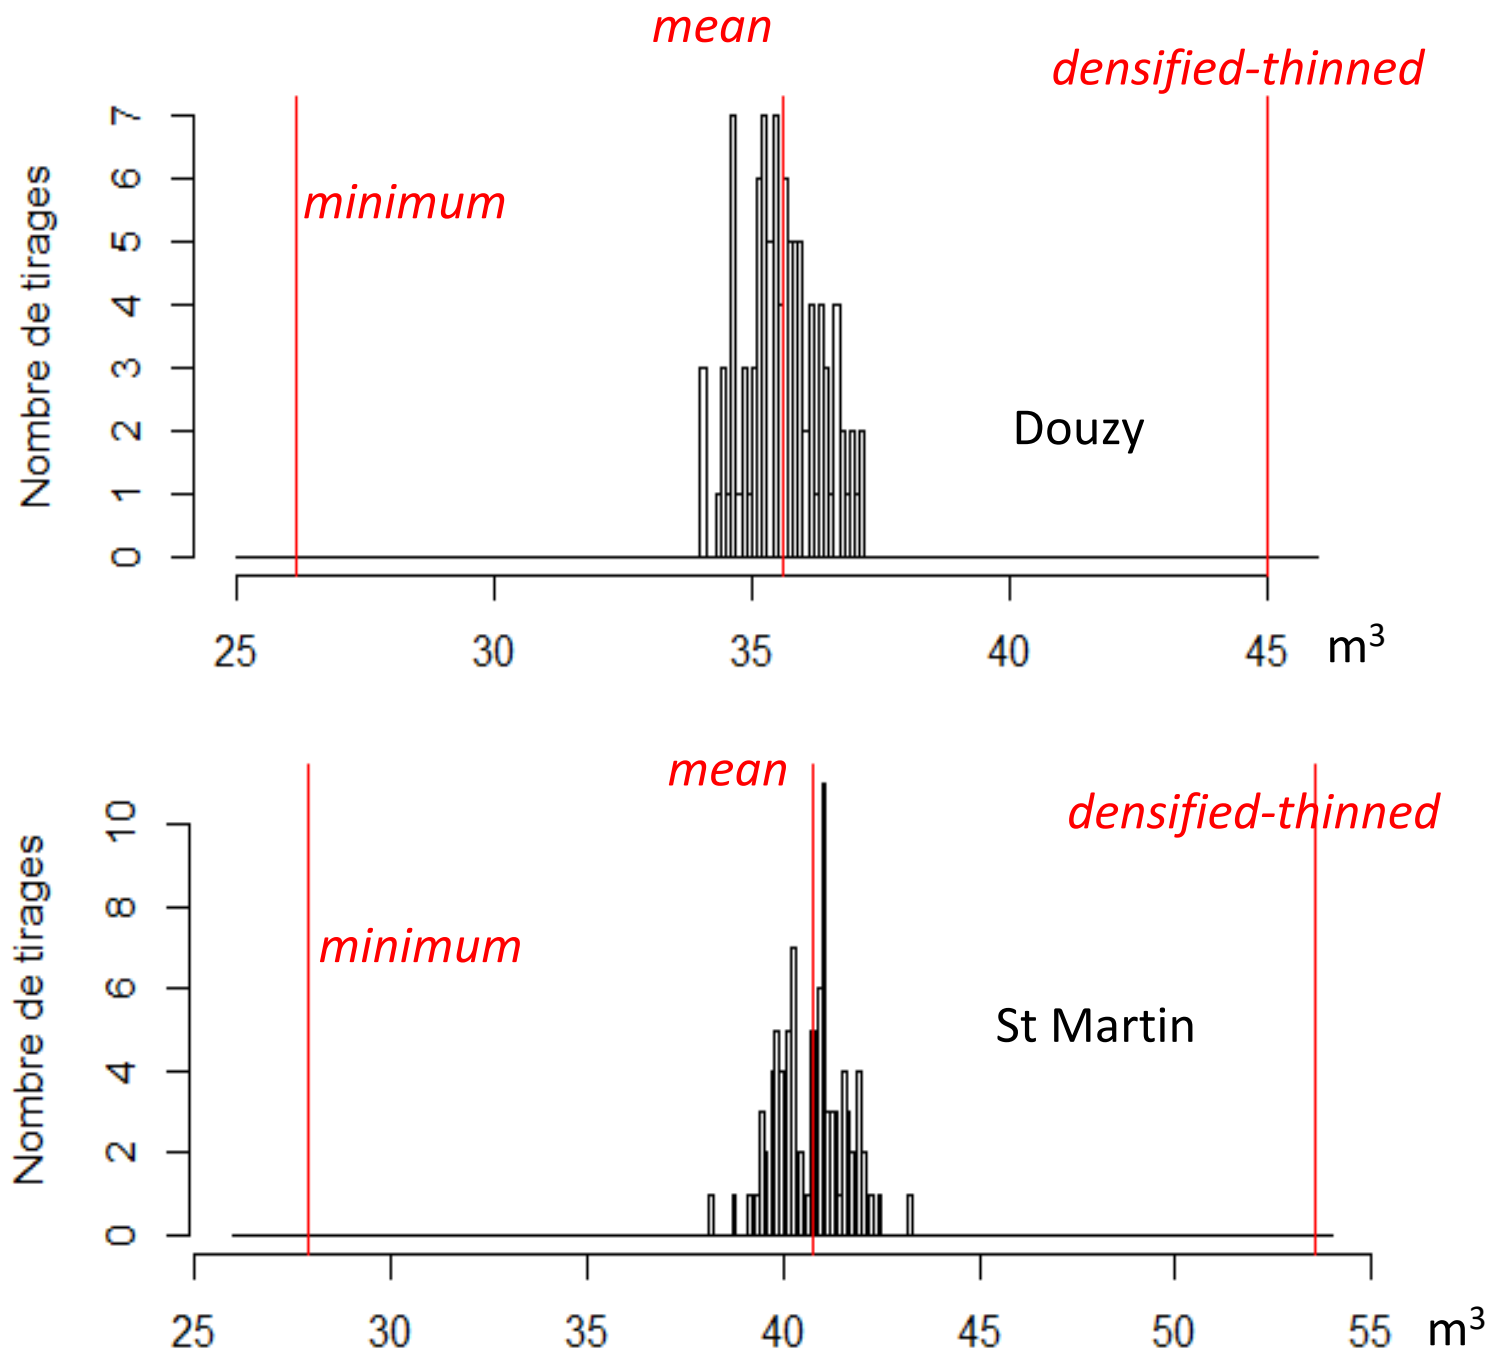 mean
densified-thinned
7
6
5
4
3
2
1
0
Nombre de tirages
minimum
Douzy
25 30 35 40 45 m³
mean
densified-thinned
10
8
6
4
2
0
Nombre de tirages
minimum
St Martin
25 30 35 40 45 50 55 m³